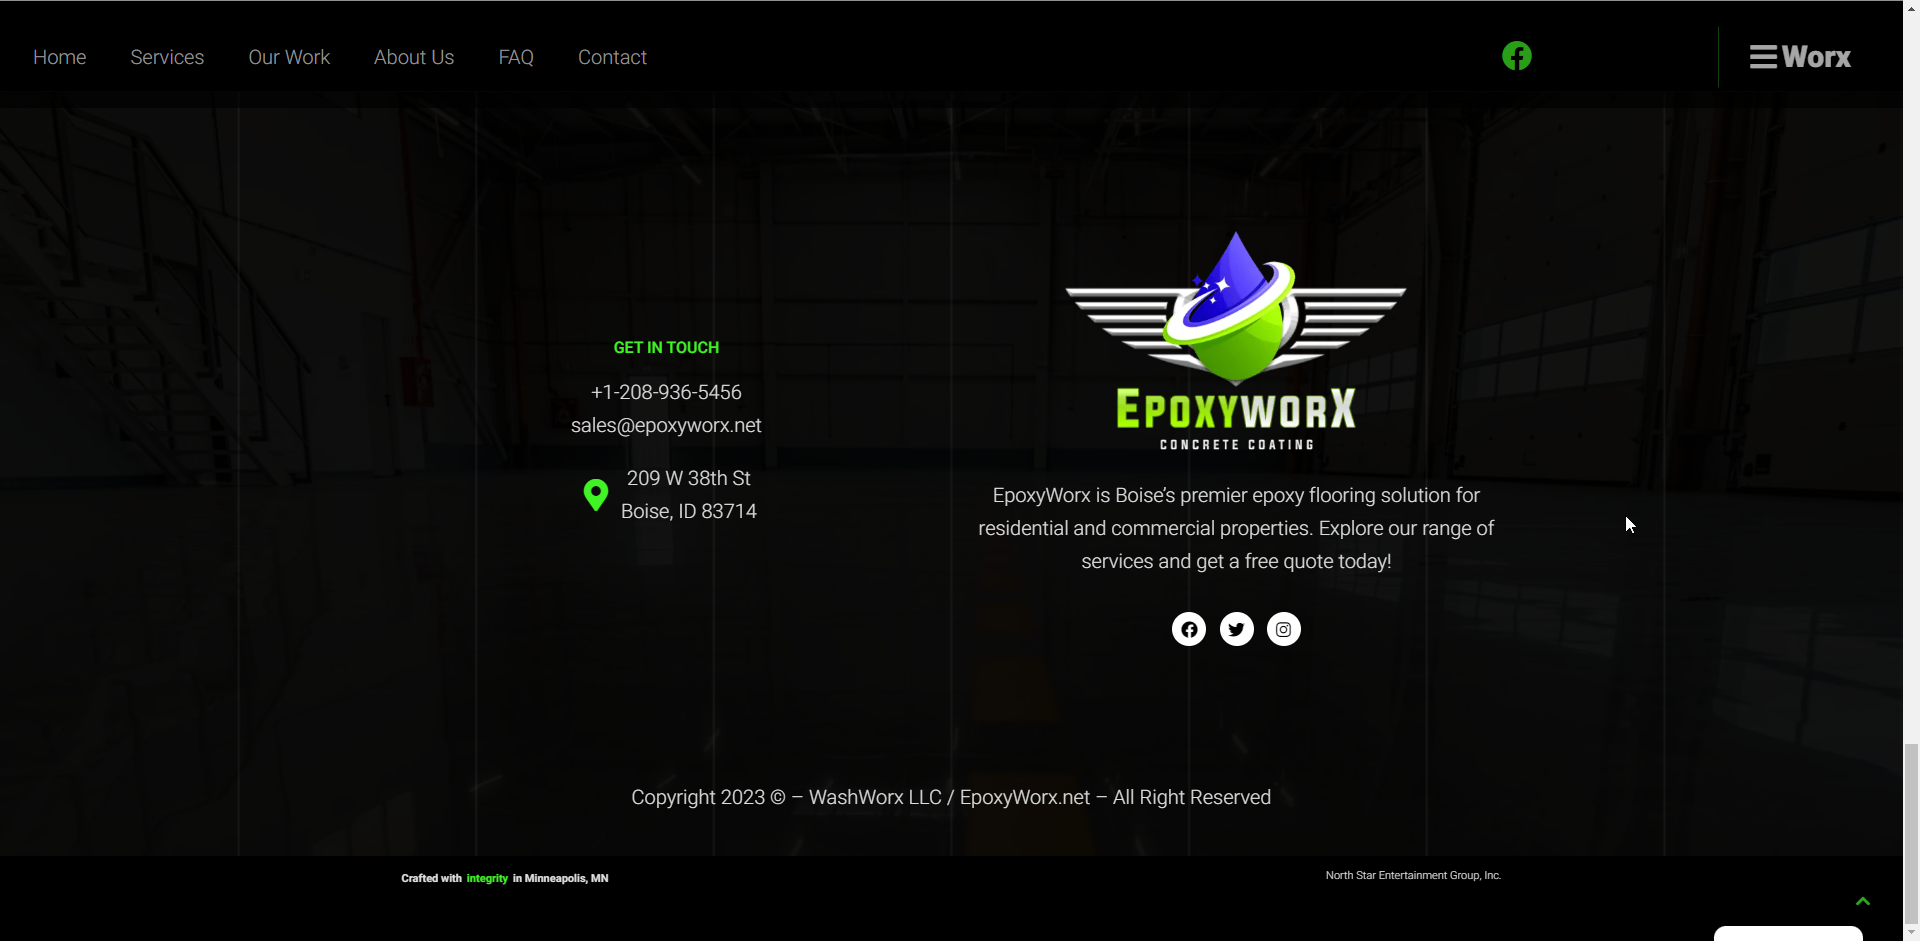 Home Services Our Work About Us FAQ Contact
Worx
GET IN TOUCH
+1-208-936-5456
sales@epoxyworx.net
209 W 38th St
Boise, ID 83714
EPOXYWORX
CONCRETE COATING
EpoxyWorx is Boise’s premier epoxy flooring solution for
residential and commercial properties. Explore our range of
services and get a free quote today!
Copyright 2023 © – WashWorx LLC / EpoxyWorx.net – All Right Reserved
Crafted with integrity in Minneapolis, MN
North Star Entertainment Group, Inc.